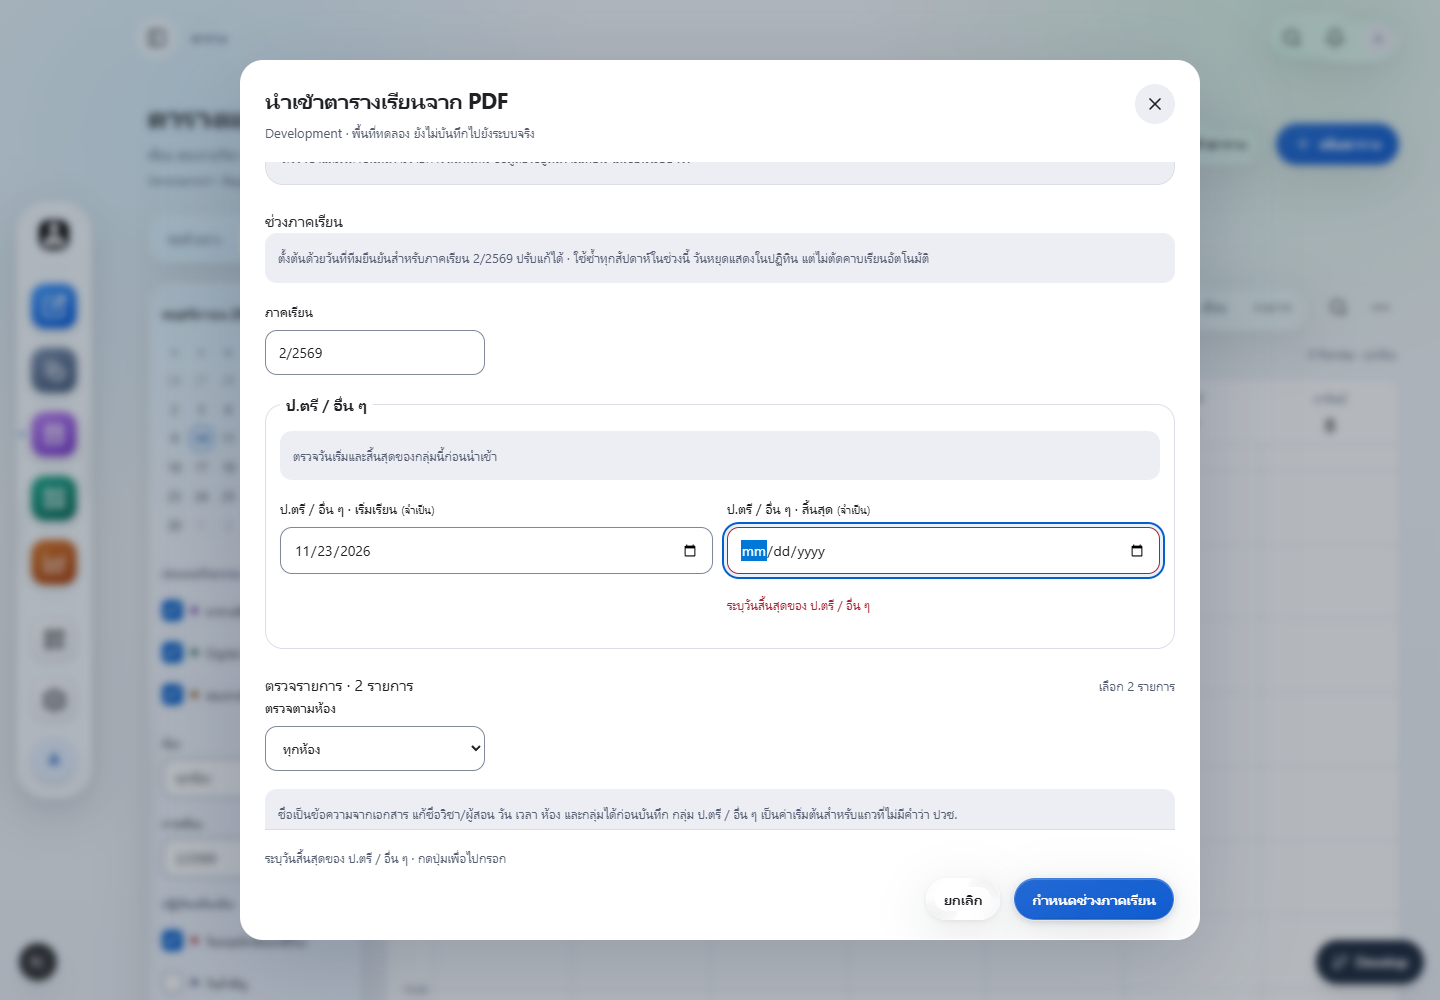 นำเข้าตารางเรียนจาก PDF
Development · พื้นที่ทดลอง ยังไม่บันทึกไปยังระบบจริง
ช่วงภาคเรียน
ตั้งต้นด้วยวันที่ทีมยืนยันสำหรับภาคเรียน 2/2569 ปรับแก้ได้ · ใช้ซ้ำทุกสัปดาห์ในช่วงนี้ วันหยุดแสดงในปฏิทิน แต่ไม่ตัดคาบเรียนอัตโนมัติ
ภาคเรียน
2/2569
ป.ตรี / อื่น ๆ
ตรวจวันเริ่มและสิ้นสุดของกลุ่มนี้ก่อนนำเข้า
ป.ตรี / อื่น ๆ · เริ่มเรียน (จำเป็น)
ป.ตรี / อื่น ๆ · สิ้นสุด (จำเป็น)
11/23/2026
mm/dd/yyyy
ระบุวันสิ้นสุดของ ป.ตรี / อื่น ๆ
ตรวจรายการ · 2 รายการ
เลือก 2 รายการ
ตรวจตามห้อง
ทุกห้อง
ชื่อเป็นข้อความจากเอกสาร แก้ชื่อวิชา/ผู้สอน วัน เวลา ห้อง และกลุ่มได้ก่อนบันทึก กลุ่ม ป.ตรี / อื่น ๆ เป็นค่าเริ่มต้นสำหรับแถวที่ไม่มีคำว่า ปวช.
ระบุวันสิ้นสุดของ ป.ตรี / อื่น ๆ · กดปุ่มเพื่อไปกรอก
ยกเลิก
กำหนดช่วงภาคเรียน